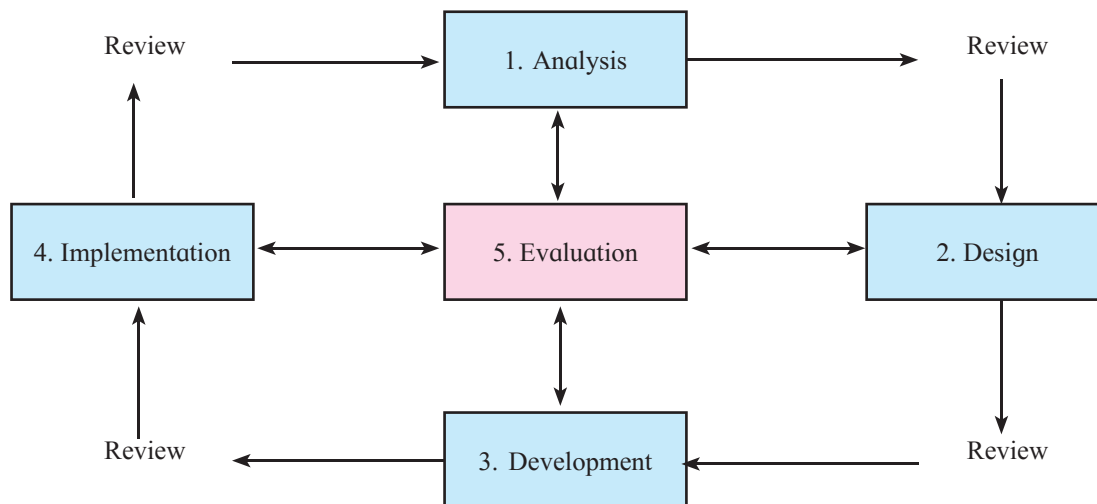 Review
1. Analysis
Review
4. Implementation
5. Evaluation
2. Design
Review
3. Development
Review